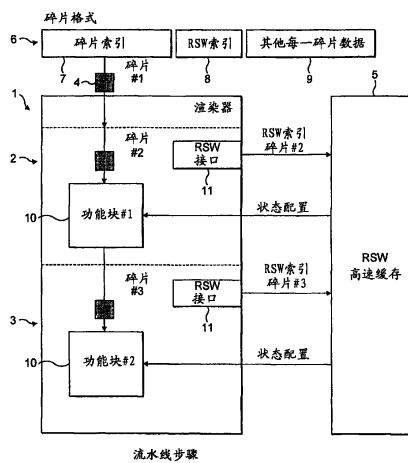 碎片格式
6
碎片索引
RSW索引
其他每一碎片数据
7
4
碎片
#1
8
9
5
1
渲染器
碎片
#2
RSW
接口
RSW索引
碎片#2
2
11
10
功能块#1
状态配置
RSW
高速缓存
碎片
#3
RSW
接口
RSW索引
碎片#3
3
11
10
功能块#2
状态配置
流水线步骤